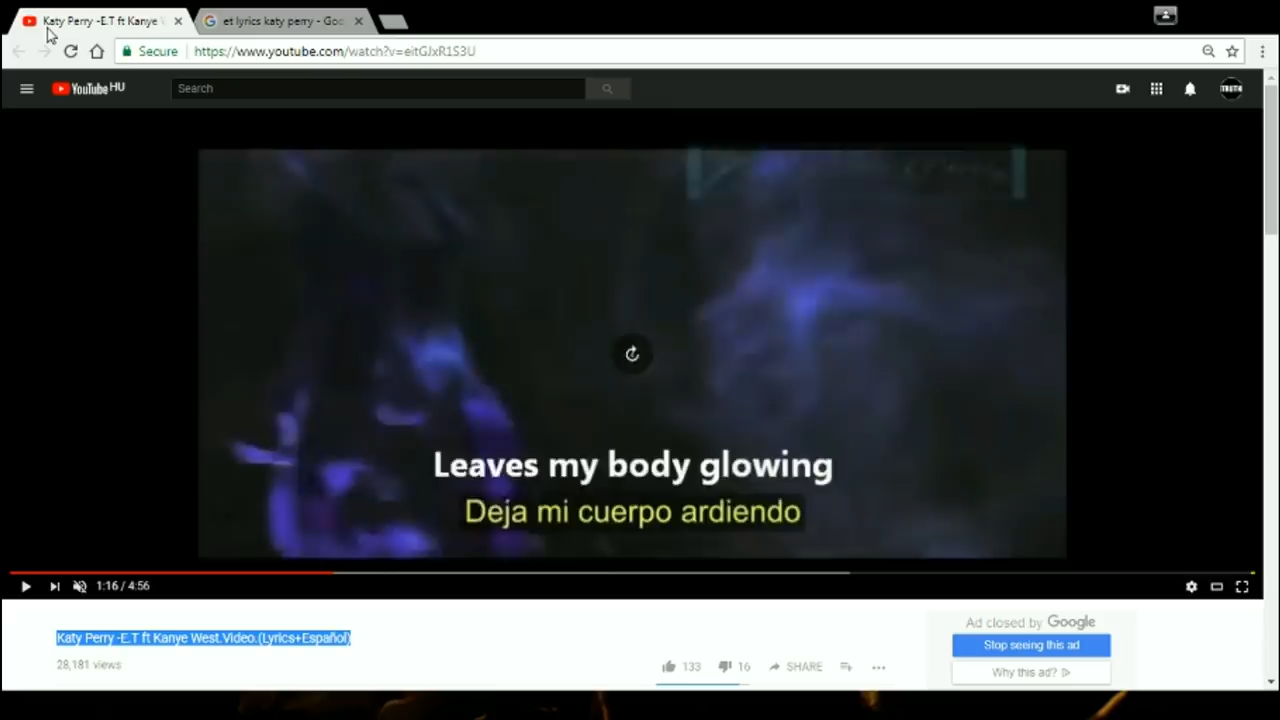 Katy Perry -E.T ft Kanye W
et lyrics katy perry - Goo
Secure
https://www.youtube.com/watch?v=eitGJxR1S3U
YouTube HU
Search
TRUTH
Leaves my body glowing
Deja mi cuerpo ardiendo
1:16 / 4:56
Katy Perry -E.T ft Kanye West.Video.(Lyrics+Español)
28,181 views
133
16
SHARE
Ad closed by Google
Stop seeing this ad
Why this ad?